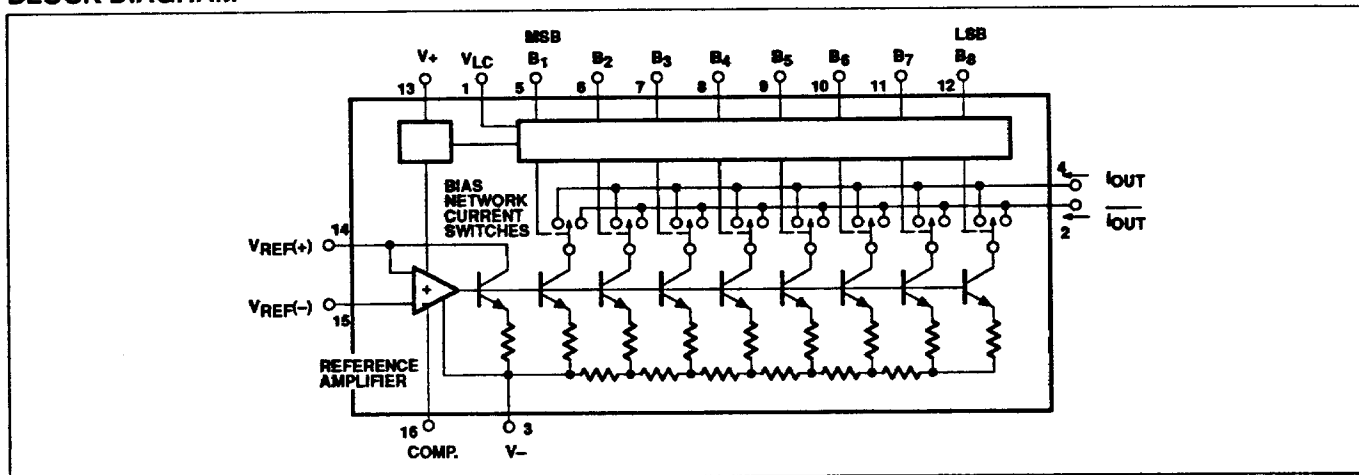 BLOCK DIAGRAM
MSB LSB
V+ VLC B1 B2 B3 B4 B5 B6 B7 B8
13 1 5 6 7 8 9 10 11 12
4 IOUT
BIAS
NETWORK
CURRENT
SWITCHES
2 IOUT
14
VREF(+)
+
VREF(–)
15
REFERENCE
AMPLIFIER
16 3
COMP. V–